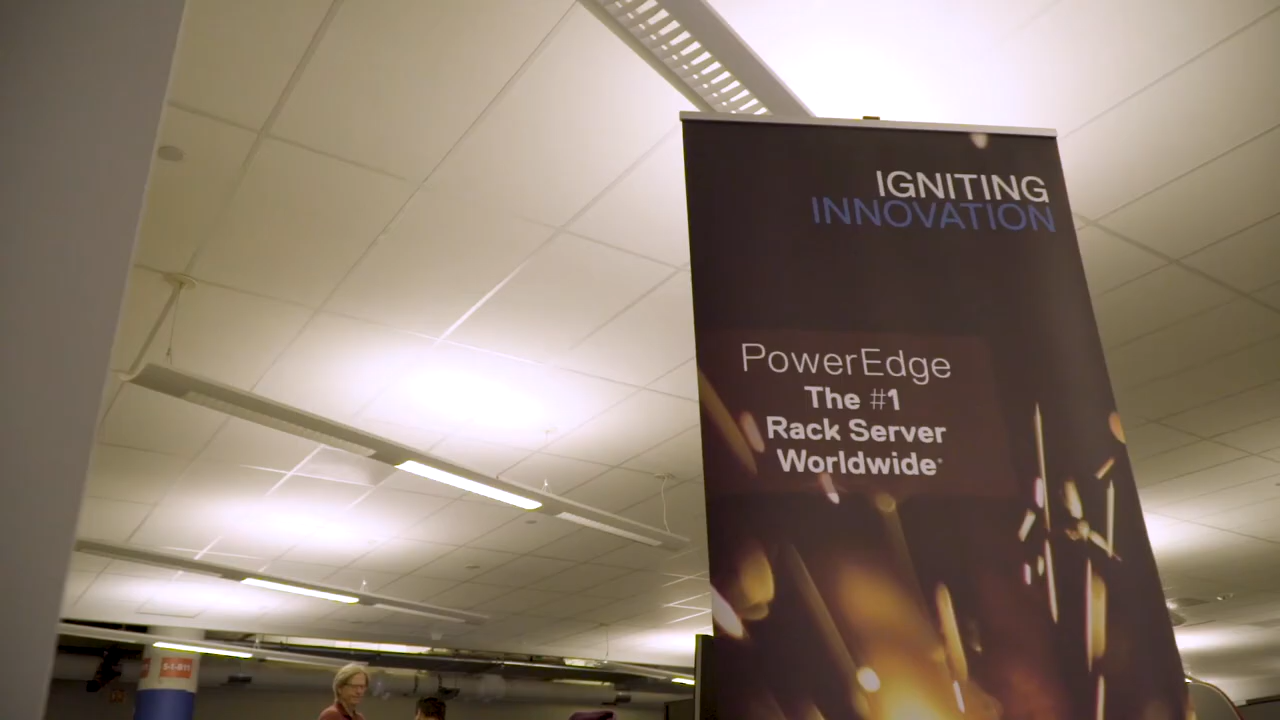 IGNITING
INNOVATION
PowerEdge
The #1
Rack Server
Worldwide*